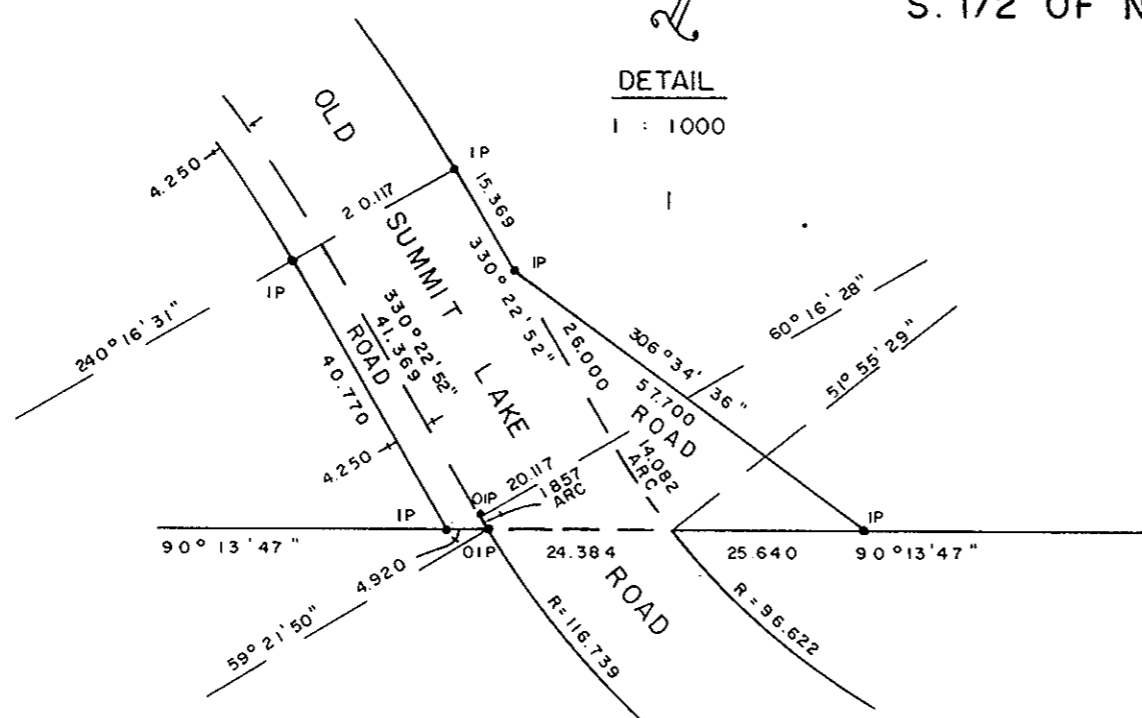 S. 1/2 OF N
DETAIL
1 : 1000
OLD
SUMMIT
LAKE
ROAD
4.250
20.117
IP
15.369
IP
330° 22' 52"
IP
240° 16' 31"
ROAD
330° 22' 52"
41.369
40.770
26.000
306° 34' 36"
57.700
60° 16' 28"
51° 55' 29"
ROAD
14.082
ARC
4.250
20.117
OIP
1857
ARC
IP
OIP
IP
90° 13' 47"
4.920
24.384
25.640
90° 13' 47"
59° 21' 50"
R = 116.739
R = 96.622